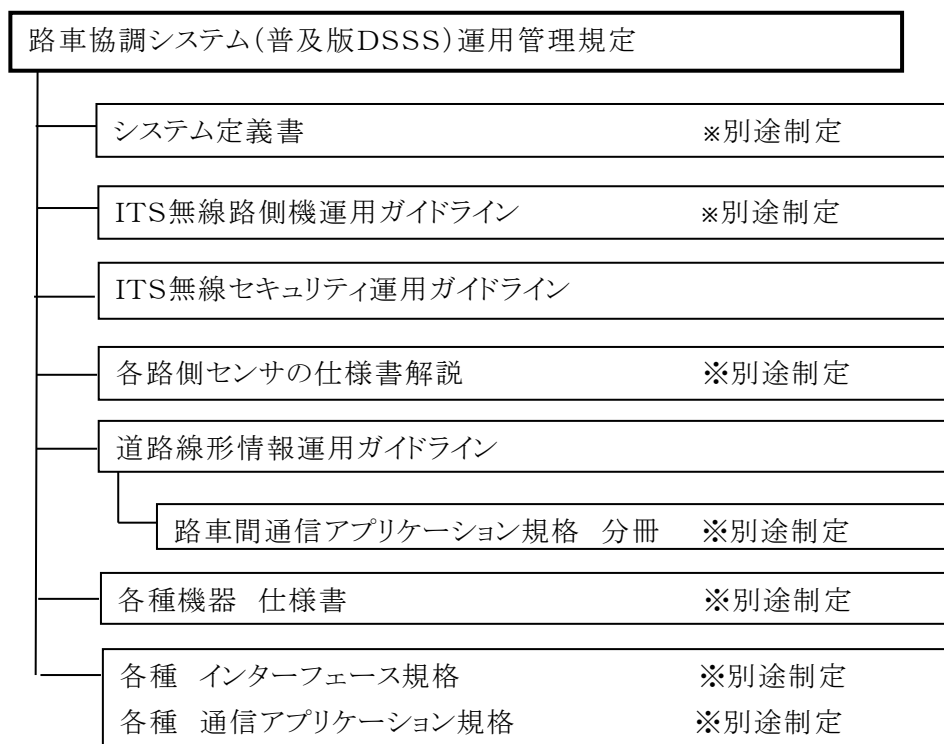 路車協調システム(普及版DSSS)運用管理規定
システム定義書 ※別途制定
ITS無線路側機運用ガイドライン ※別途制定
ITS無線セキュリティ運用ガイドライン
各路側センサの仕様書解説 ※別途制定
道路線形情報運用ガイドライン
路車間通信アプリケーション規格 分冊 ※別途制定
各種機器 仕様書 ※別途制定
各種 インターフェース規格 ※別途制定
各種 通信アプリケーション規格 ※別途制定